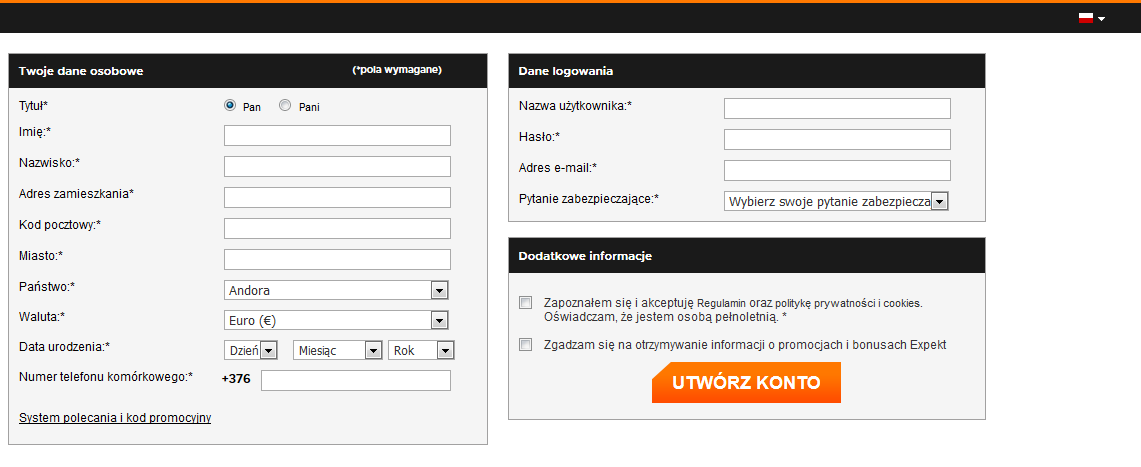 Twoje dane osobowe (*pola wymagane)
Tytuł* Pan Pani
Imię:*
Nazwisko:*
Adres zamieszkania*
Kod pocztowy:*
Miasto:*
Państwo:* Andora
Waluta:* Euro (€)
Data urodzenia:* Dzień Miesiąc Rok
Numer telefonu komórkowego:* +376
System polecania i kod promocyjny
Dane logowania
Nazwa użytkownika:*
Hasło:*
Adres e-mail:*
Pytanie zabezpieczające:* Wybierz swoje pytanie zabezpiecza
Dodatkowe informacje
Zapoznałem się i akceptuję Regulamin oraz politykę prywatności i cookies.
Oświadczam, że jestem osobą pełnoletnią. *
Zgadzam się na otrzymywanie informacji o promocjach i bonusach Expekt
UTWÓRZ KONTO